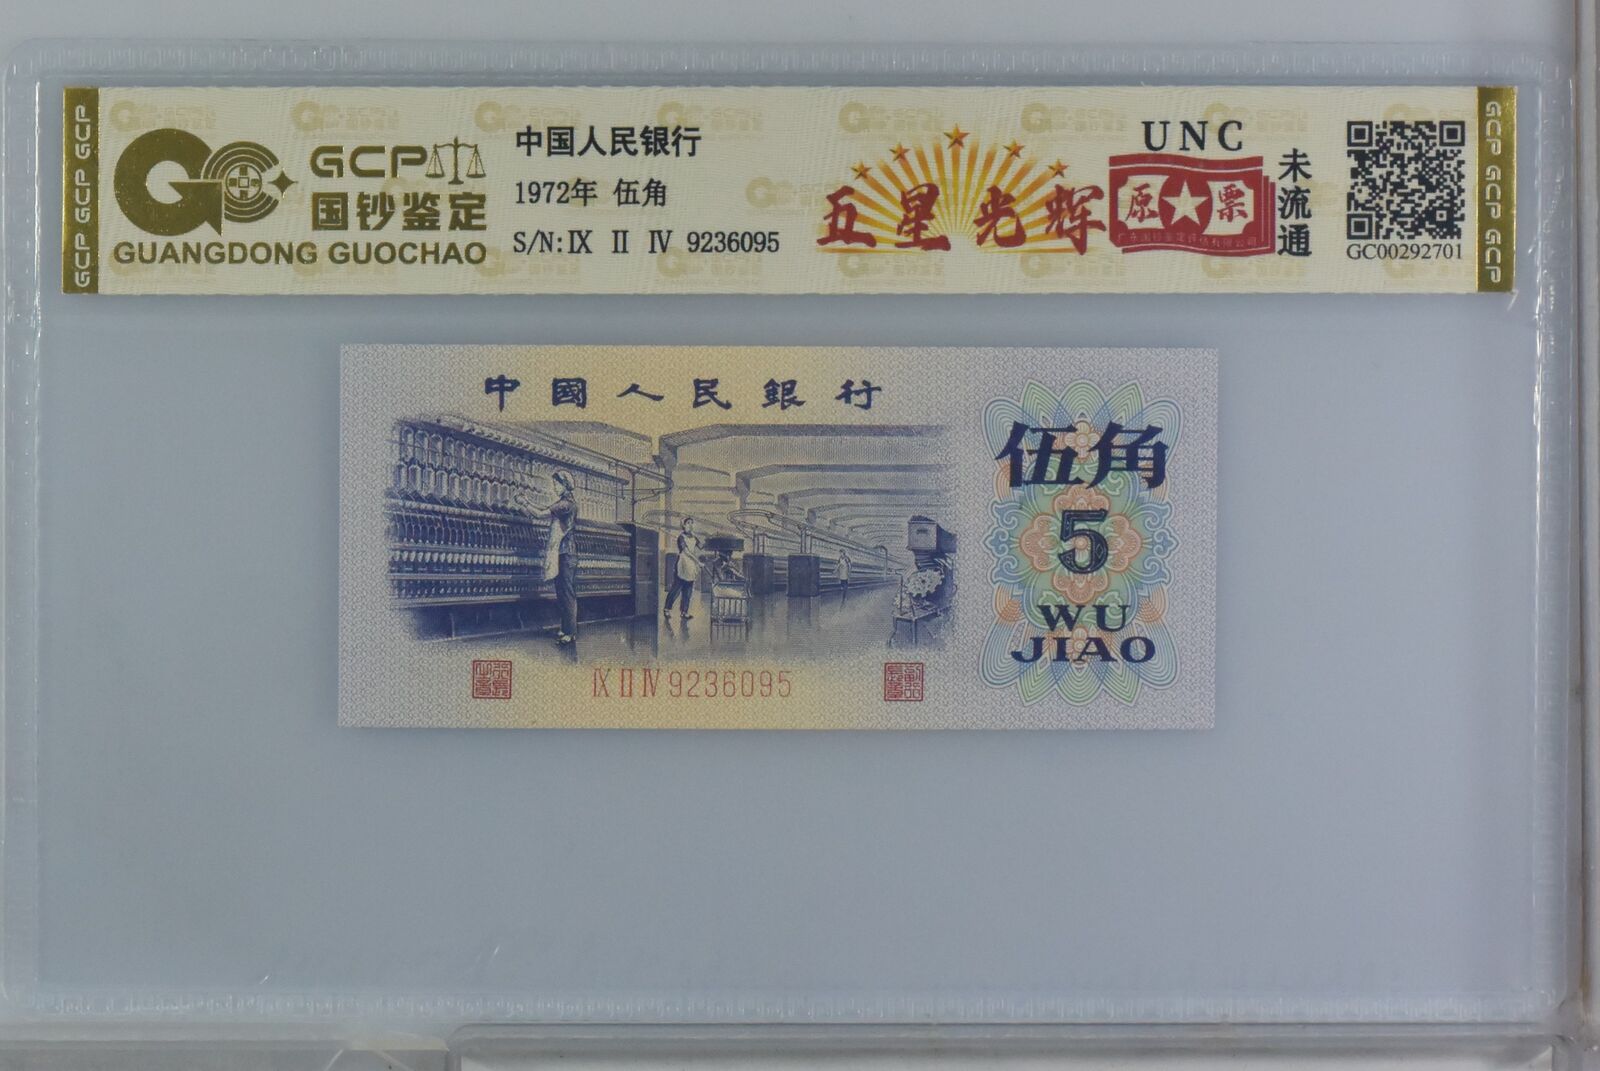 GCP GCP GCP
GCP
国钞鉴定
GUANGDONG GUOCHAO
中国人民银行
1972年 伍角
S/N:Ⅸ Ⅱ Ⅳ 9236095
五星光辉
UNC
原票
未流通
GC00292701
GCP GCP GCP
中國人民銀行
伍角
5
WU
JIAO
Ⅸ Ⅱ Ⅳ 9236095